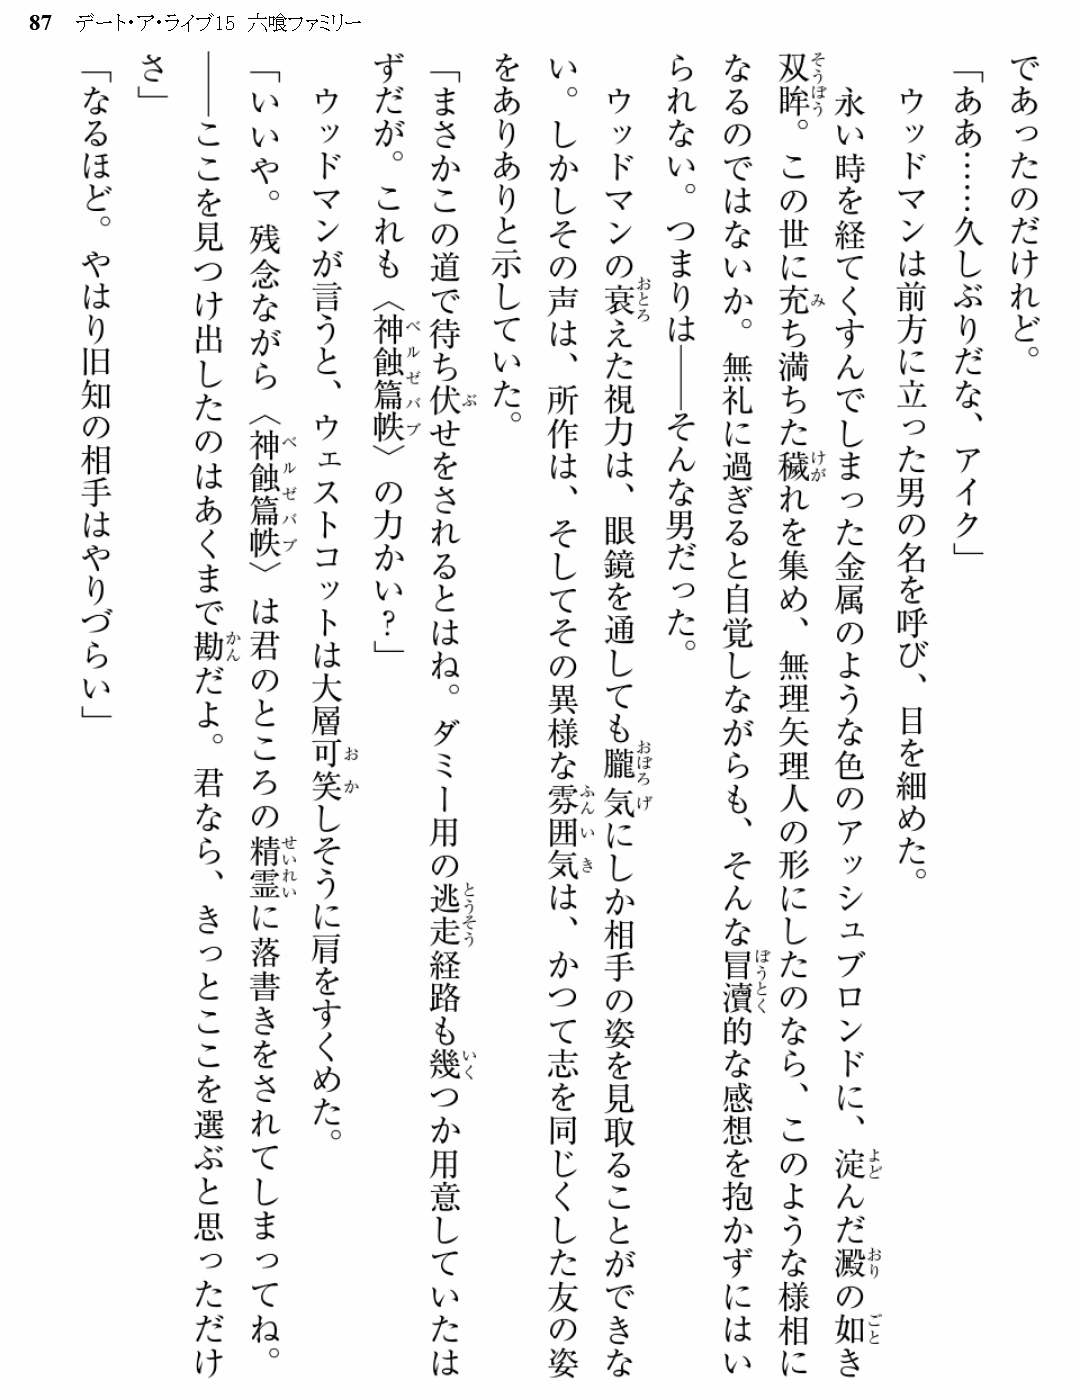 87 デート・ア・ライブ15 六喰ファミリー
であったのだけれど。
「ああ……久しぶりだな、アイク」
ウッドマンは前方に立った男の名を呼び、目を細めた。
永い時を経てくすんでしまった金属のような色のアッシュブロンドに、淀んだ澱の如き
双眸。この世に充ち満ちた穢れを集め、無理矢理人の形にしたのなら、このような様相に
なるのではないか。無礼に過ぎると自覚しながらも、そんな冒瀆的な感想を抱かずにはい
られない。つまりは――そんな男だった。
ウッドマンの衰えた視力は、眼鏡を通しても朧気にしか相手の姿を見取ることができな
い。しかしその声は、所作は、そしてその異様な雰囲気は、かつて志を同じくした友の姿
をありありと示していた。
「まさかこの道で待ち伏せをされるとはね。ダミー用の逃走経路も幾つか用意していたは
ずだが。これも〈神蝕篇帙〉の力かい？」
ウッドマンが言うと、ウェストコットは大層可笑しそうに肩をすくめた。
「いいや。残念ながら〈神蝕篇帙〉は君のところの精霊に落書きをされてしまってね。
――ここを見つけ出したのはあくまで勘だよ。君なら、きっとここを選ぶと思っただけ
さ」
「なるほど。やはり旧知の相手はやりづらい」